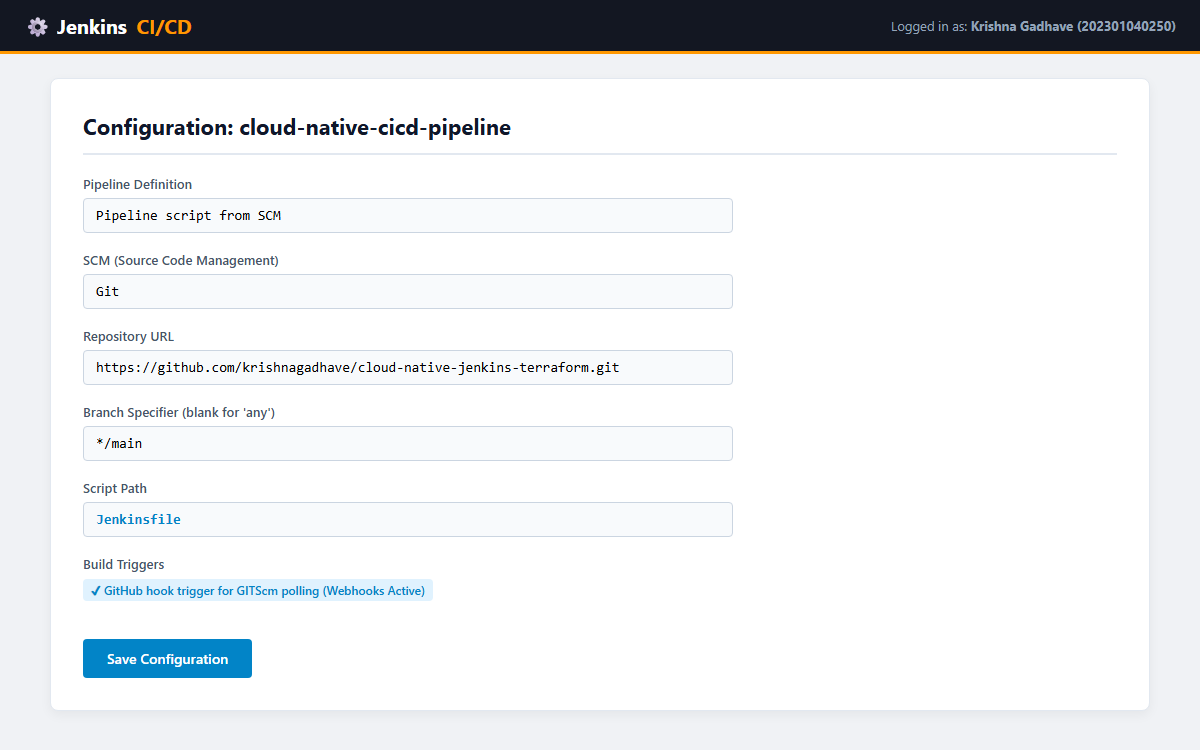 Jenkins CI/CD
Logged in as: Krishna Gadhave (202301040250)
Configuration: cloud-native-cicd-pipeline
Pipeline Definition
Pipeline script from SCM
SCM (Source Code Management)
Git
Repository URL
https://github.com/krishnagadhave/cloud-native-jenkins-terraform.git
Branch Specifier (blank for 'any')
*/main
Script Path
Jenkinsfile
Build Triggers
✔ GitHub hook trigger for GITScm polling (Webhooks Active)
Save Configuration